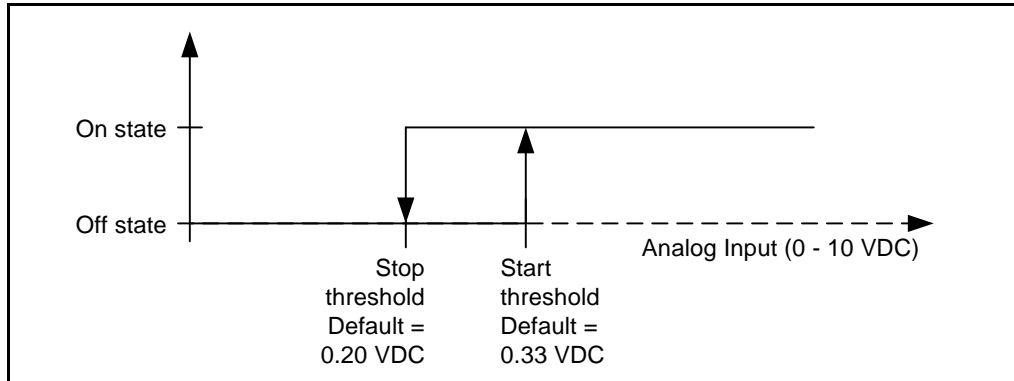 On state
Off state
Analog Input (0 - 10 VDC)
Stop
threshold
Default =
0.20 VDC
Start
threshold
Default =
0.33 VDC